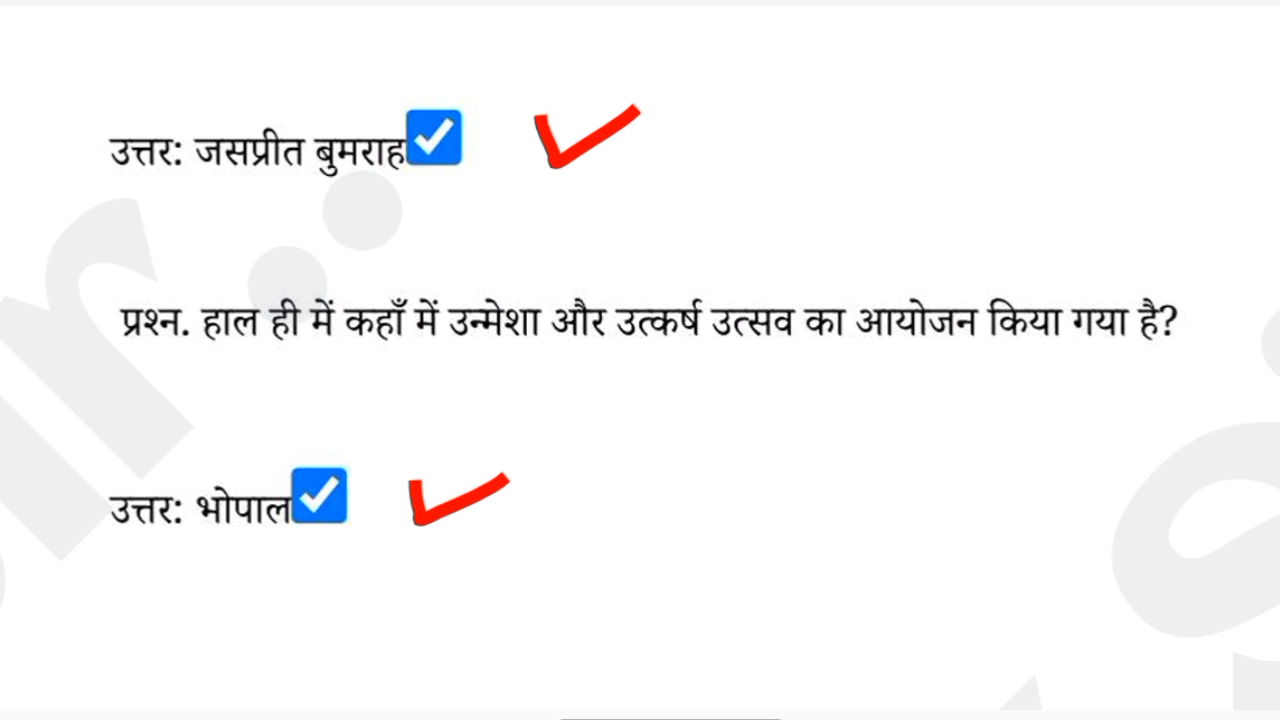 उत्तर: जसप्रीत बुमराह
प्रश्न. हाल ही में कहाँ में उन्मेशा और उत्कर्ष उत्सव का आयोजन किया गया है?
उत्तर: भोपाल